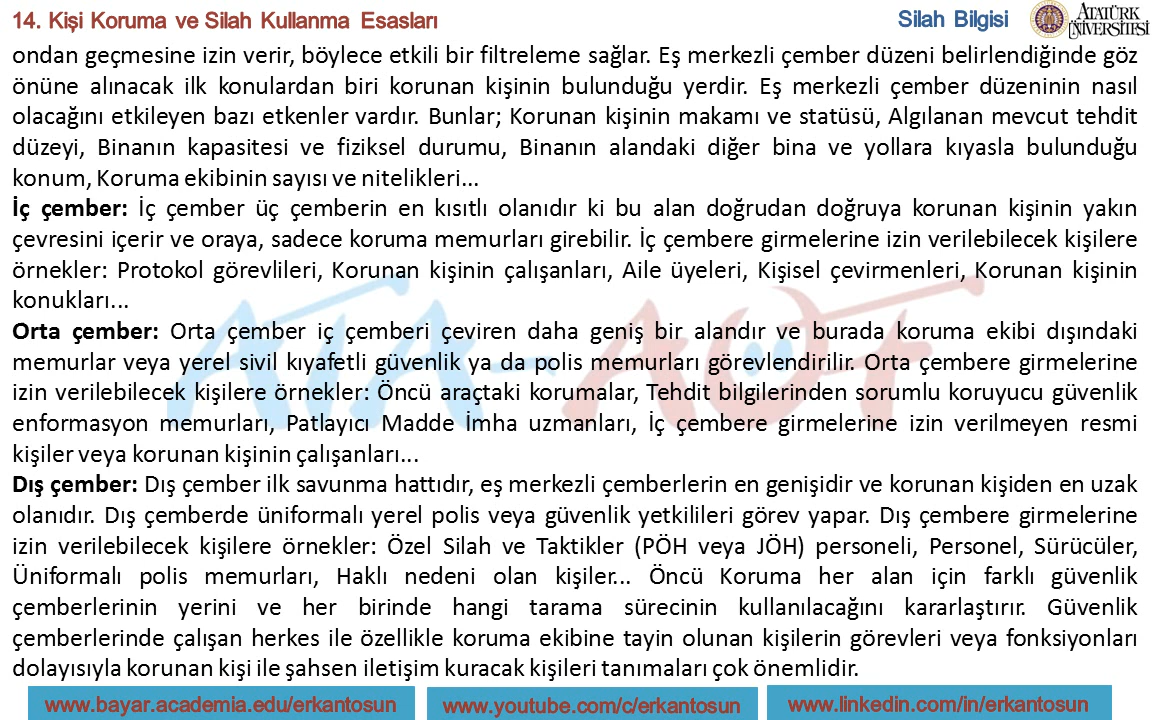 14. Kişi Koruma ve Silah Kullanma Esasları
Silah Bilgisi
ATATÜRK
ÜNİVERSİTESİ
ondan geçmesine izin verir, böylece etkili bir filtreleme sağlar. Eş merkezli çember düzeni belirlendiğinde göz
önüne alınacak ilk konulardan biri korunan kişinin bulunduğu yerdir. Eş merkezli çember düzeninin nasıl
olacağını etkileyen bazı etkenler vardır. Bunlar; Korunan kişinin makamı ve statüsü, Algılanan mevcut tehdit
düzeyi, Binanın kapasitesi ve fiziksel durumu, Binanın alandaki diğer bina ve yollara kıyasla bulunduğu
konum, Koruma ekibinin sayısı ve nitelikleri...
İç çember: İç çember üç çemberin en kısıtlı olanıdır ki bu alan doğrudan doğruya korunan kişinin yakın
çevresini içerir ve oraya, sadece koruma memurları girebilir. İç çembere girmelerine izin verilebilecek kişilere
örnekler: Protokol görevlileri, Korunan kişinin çalışanları, Aile üyeleri, Kişisel çevirmenleri, Korunan kişinin
konukları...
Orta çember: Orta çember iç çemberi çeviren daha geniş bir alandır ve burada koruma ekibi dışındaki
memurlar veya yerel sivil kıyafetli güvenlik ya da polis memurları görevlendirilir. Orta çembere girmelerine
izin verilebilecek kişilere örnekler: Öncü araçtaki korumalar, Tehdit bilgilerinden sorumlu koruyucu güvenlik
enformasyon memurları, Patlayıcı Madde İmha uzmanları, İç çembere girmelerine izin verilmeyen resmi
kişiler veya korunan kişinin çalışanları...
Dış çember: Dış çember ilk savunma hattıdır, eş merkezli çemberlerin en genişidir ve korunan kişiden en uzak
olanıdır. Dış çemberde üniformalı yerel polis veya güvenlik yetkilileri görev yapar. Dış çembere girmelerine
izin verilebilecek kişilere örnekler: Özel Silah ve Taktikler (PÖH veya JÖH) personeli, Personel, Sürücüler,
Üniformalı polis memurları, Haklı nedeni olan kişiler... Öncü Koruma her alan için farklı güvenlik
çemberlerinin yerini ve her birinde hangi tarama sürecinin kullanılacağını kararlaştırır. Güvenlik
çemberlerinde çalışan herkes ile özellikle koruma ekibine tayin olunan kişilerin görevleri veya fonksiyonları
dolayısıyla korunan kişi ile şahsen iletişim kuracak kişileri tanımaları çok önemlidir.
ATA-AÖF
www.bayar.academia.edu/erkantosun
www.youtube.com/c/erkantosun
www.linkedin.com/in/erkantosun